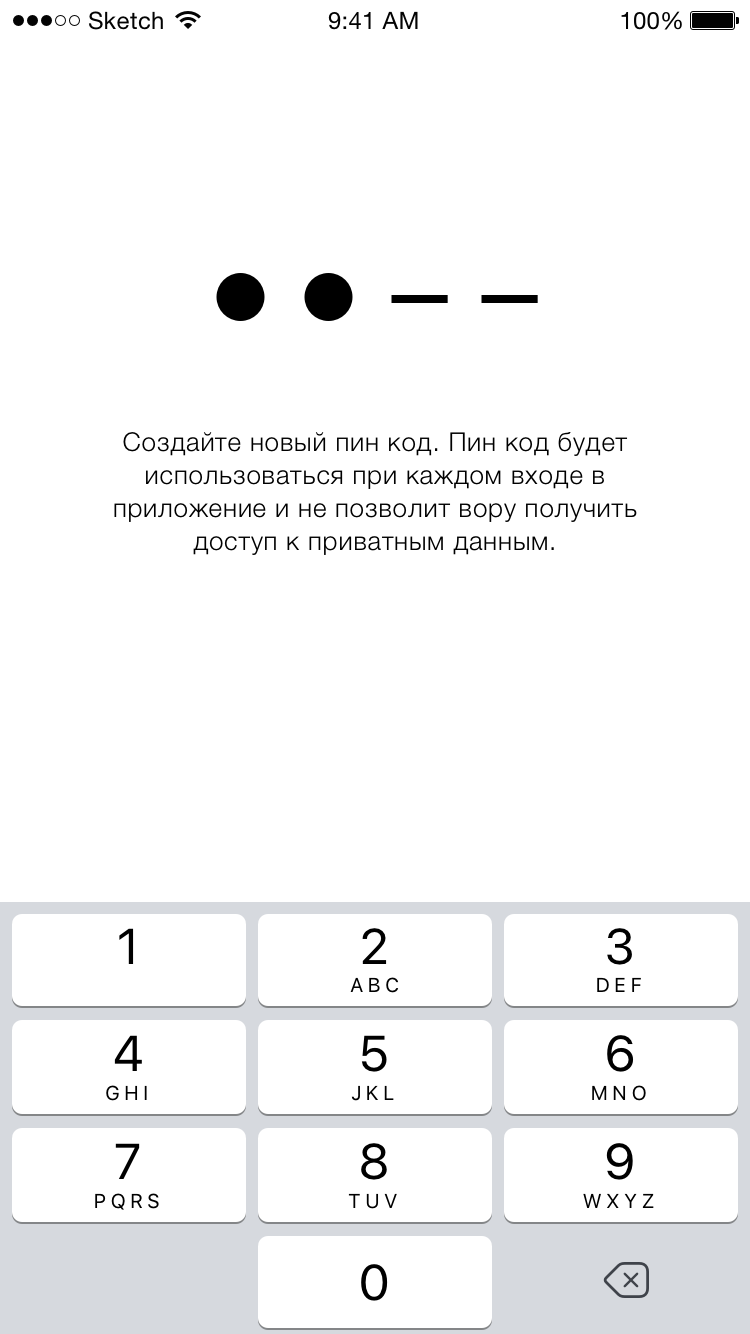 Sketch 9:41 AM 100%
Создайте новый пин код. Пин код будет
использоваться при каждом входе в
приложение и не позволит вору получить
доступ к приватным данным.
1 2 3
ABC DEF
4 5 6
GHI JKL MNO
7 8 9
PQRS TUV WXYZ
0